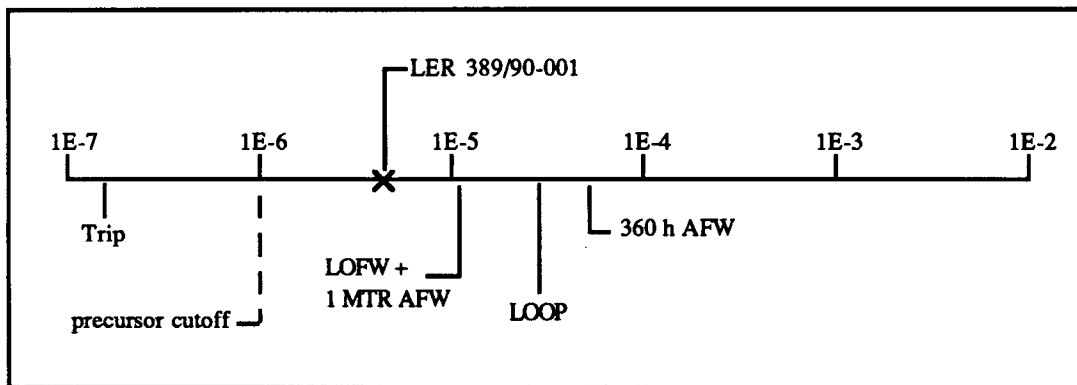 LER 389/90-001
1E-7 1E-6 1E-5 1E-4 1E-3 1E-2
Trip
360 h AFW
LOFW +
1 MTR AFW
LOOP
precursor cutoff